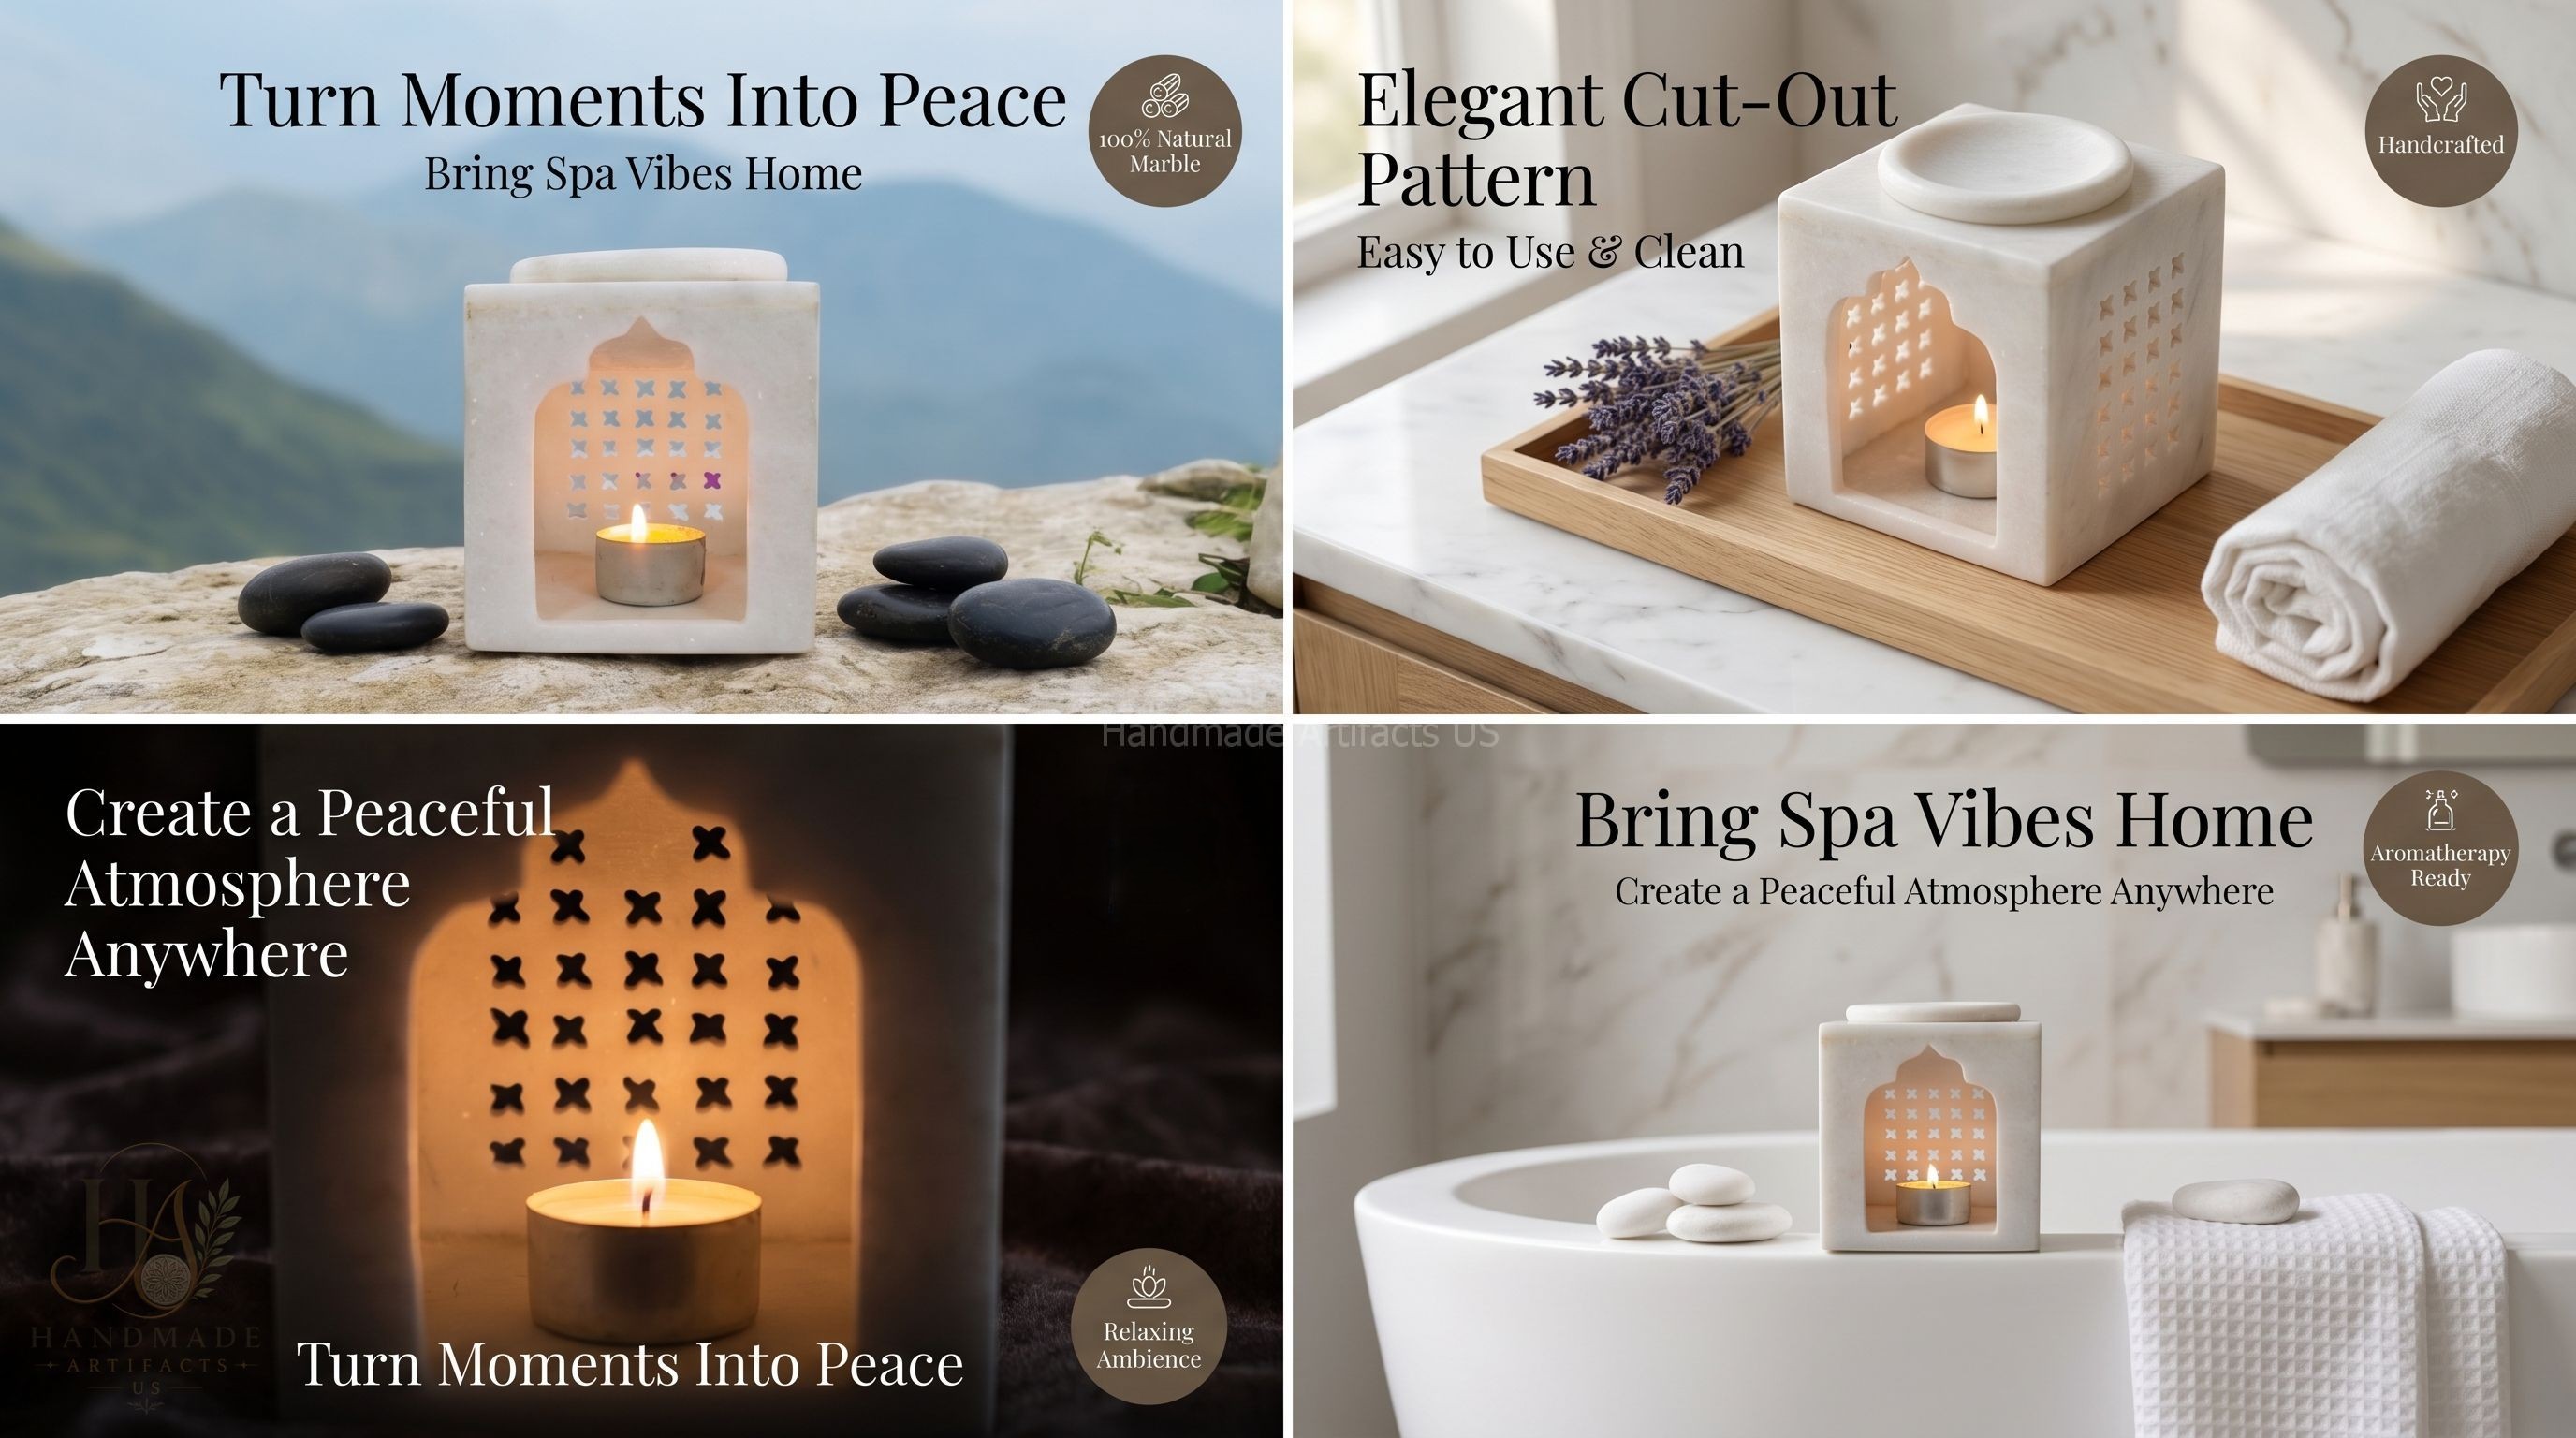 Turn Moments Into Peace
Bring Spa Vibes Home
100% Natural
Marble
Elegant Cut-Out
Pattern
Easy to Use & Clean
Handcrafted
Handmade Artifacts US
Create a Peaceful
Atmosphere
Anywhere
HA
HANDMADE
ARTIFACTS
US
Turn Moments Into Peace
Relaxing
Ambience
Bring Spa Vibes Home
Create a Peaceful Atmosphere Anywhere
Aromatherapy
Ready